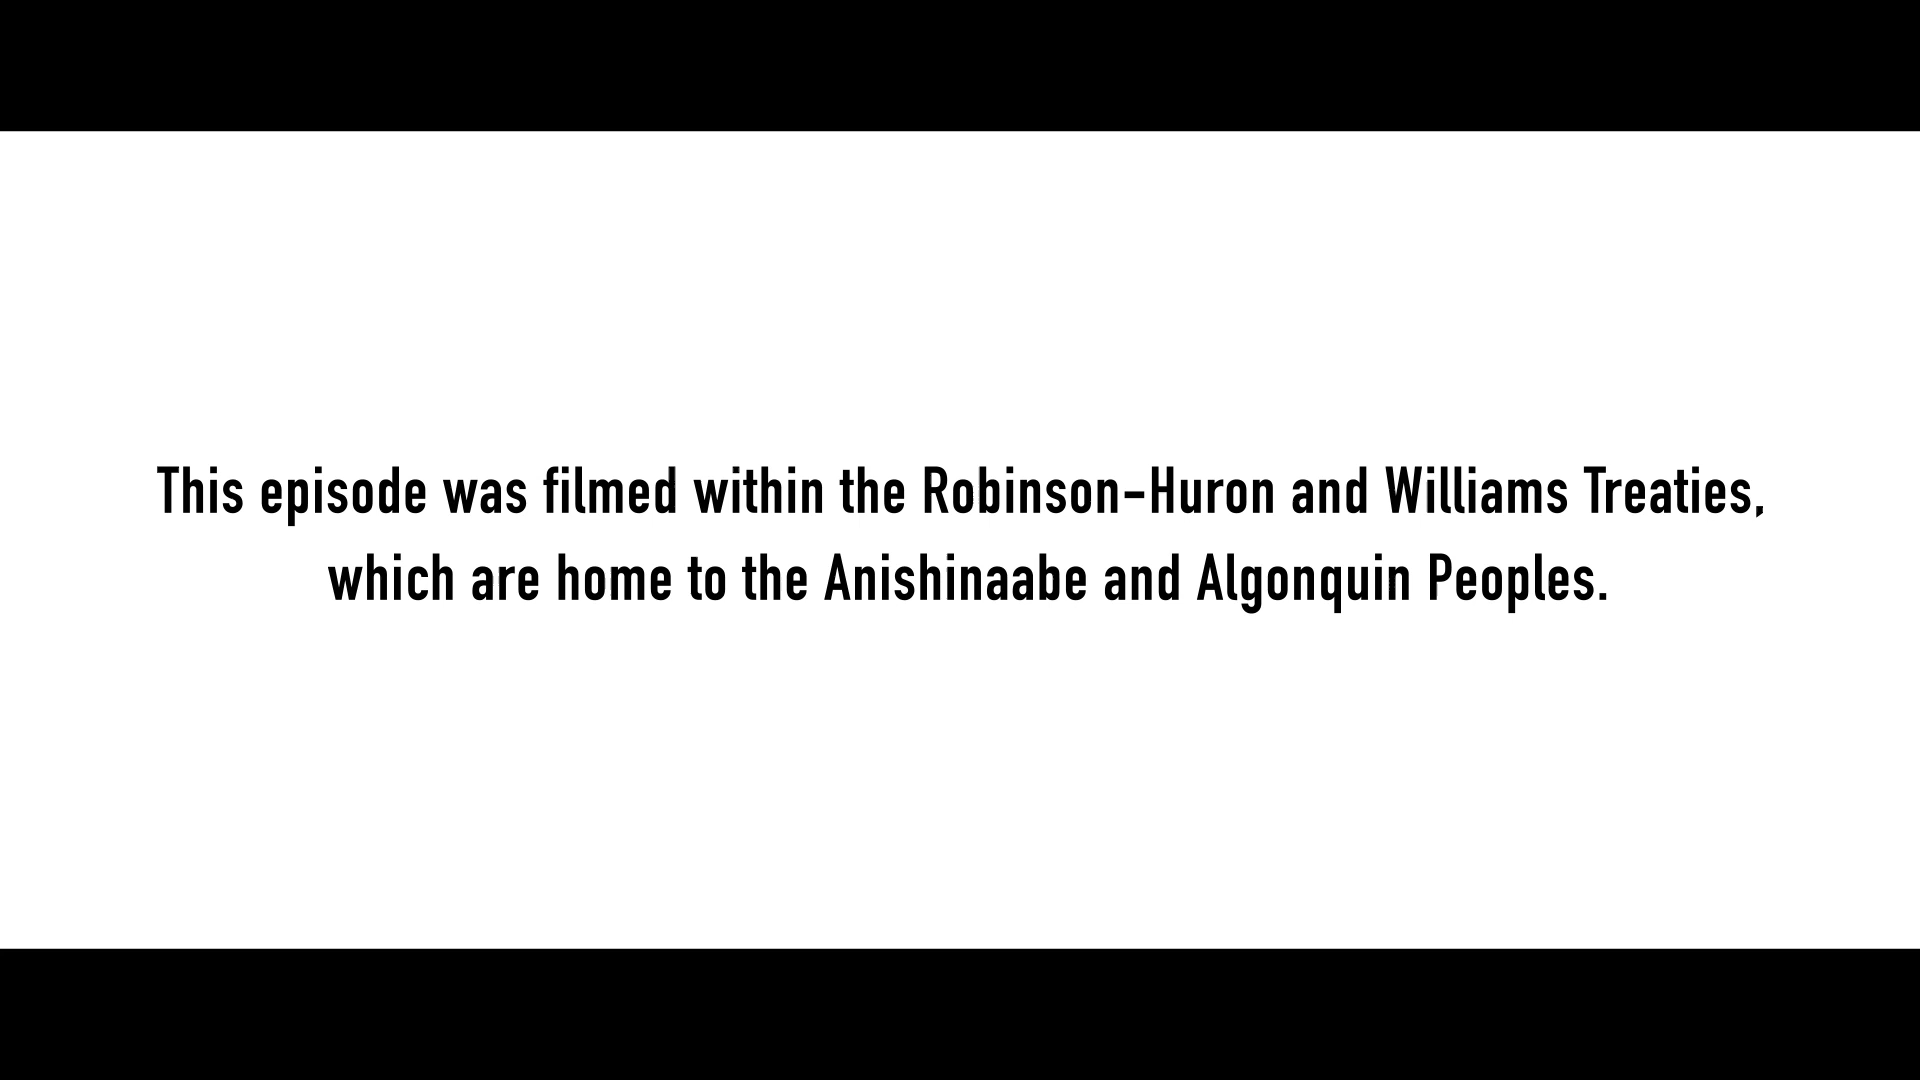 This episode was filmed within the Robinson-Huron and Williams Treaties,
which are home to the Anishinaabe and Algonquin Peoples.